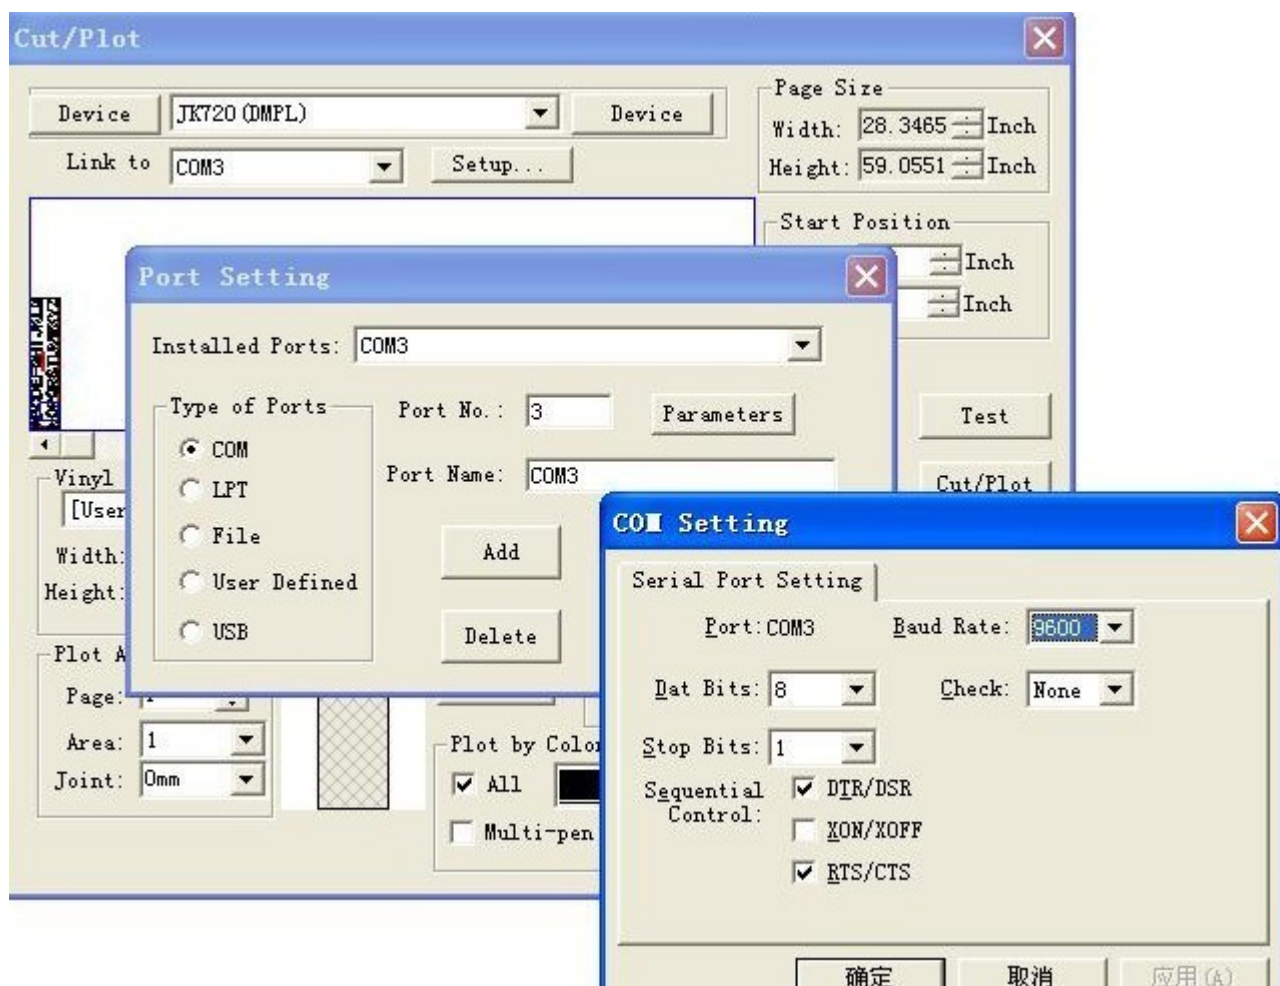 Cut/Plot
Device JK720(DMPL) Device
Link to COM3 Setup...
Page Size
Width: 28.3465 Inch
Height: 59.0551 Inch
Start Position
Inch
Inch
Test
Cut/Plot
Vinyl
[User
Width:
Height:
Plot A
Page:
Area: 1
Joint: 0mm
Plot by Color
All
Multi-pen
Port Setting
Installed Ports: COM3
Type of Ports
COM
LPT
File
User Defined
USB
Port No.: 3 Parameters
Port Name: COM3
Add
Delete
COM Setting
Serial Port Setting
Port:COM3 Baud Rate: 9600
Dat Bits: 8 Check: None
Stop Bits: 1
Sequential Control:
DTR/DSR
XON/XOFF
RTS/CTS
确定 取消 应用(A)